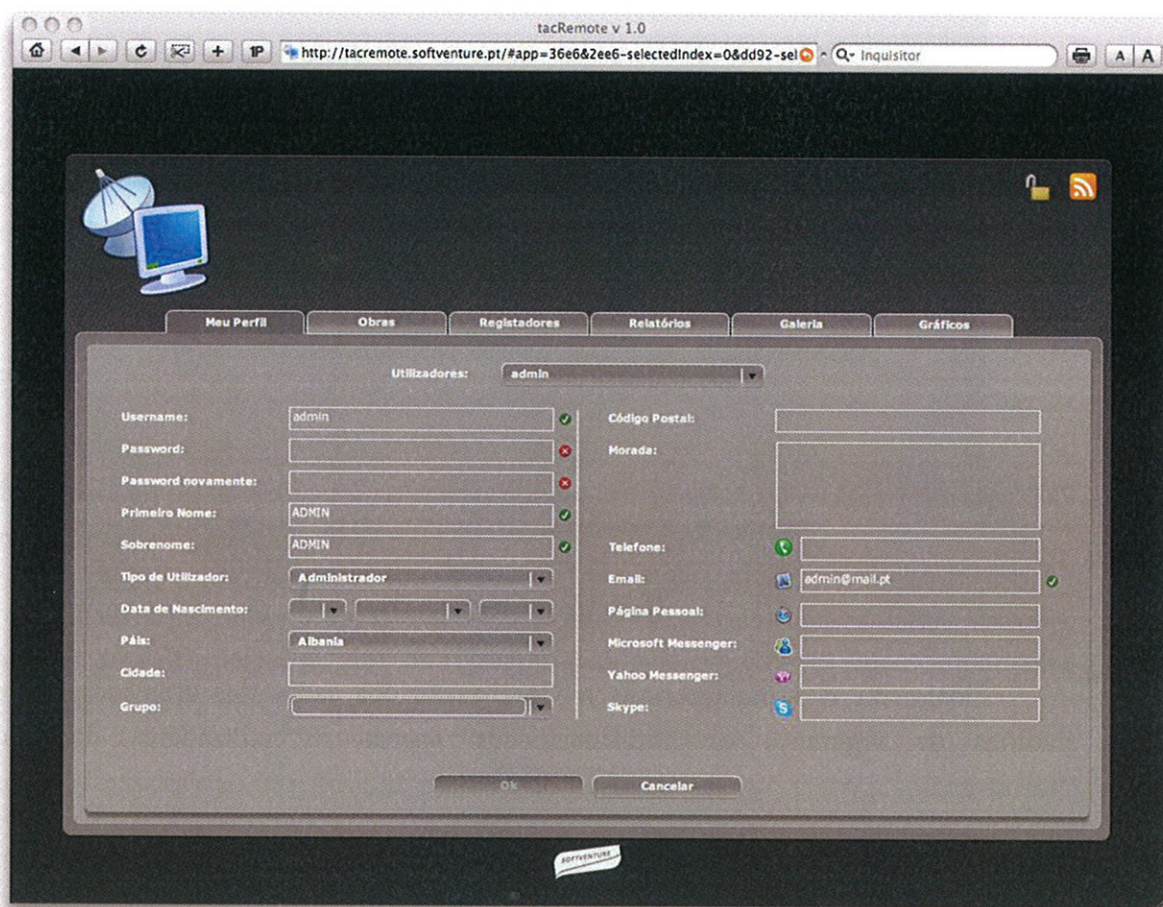 tacRemote v 1.0
1P
http://tacremote.softventure.pt/#app=36e6&2ee6-selectedIndex=0&dd92-sel
Inquisitor
A A
Meu Perfil Obras Registadores Relatórios Galeria Gráficos
Utilizadores: admin
Username: admin
Password:
Password novamente:
Primeiro Nome: ADMIN
Sobrenome: ADMIN
Tipo de Utilizador: Administrador
Data de Nascimento:
Páis: Albania
Cidade:
Grupo:
Código Postal:
Morada:
Telefone:
Email: admin@mail.pt
Página Pessoal:
Microsoft Messenger:
Yahoo Messenger:
Skype:
Ok Cancelar
SOFTVENTURE